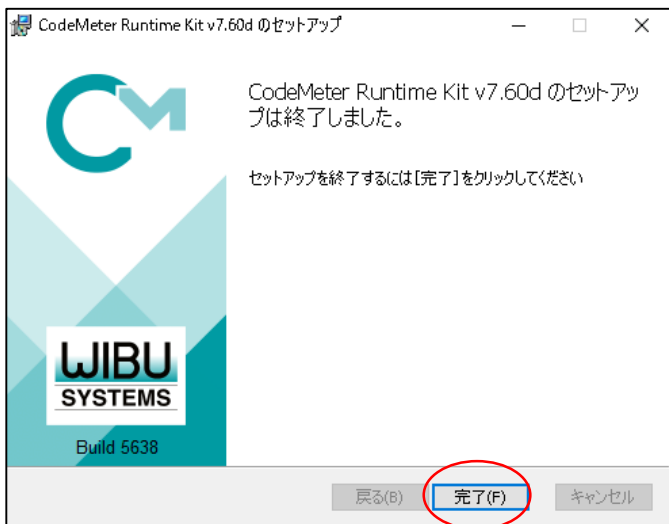 CodeMeter Runtime Kit v7.60d のセットアップ
CM
CodeMeter Runtime Kit v7.60d のセットアッ
プは終了しました。
セットアップを終了するには[完了]をクリックしてください
WIBU
SYSTEMS
Build 5638
戻る(B)
完了(F)
キャンセル